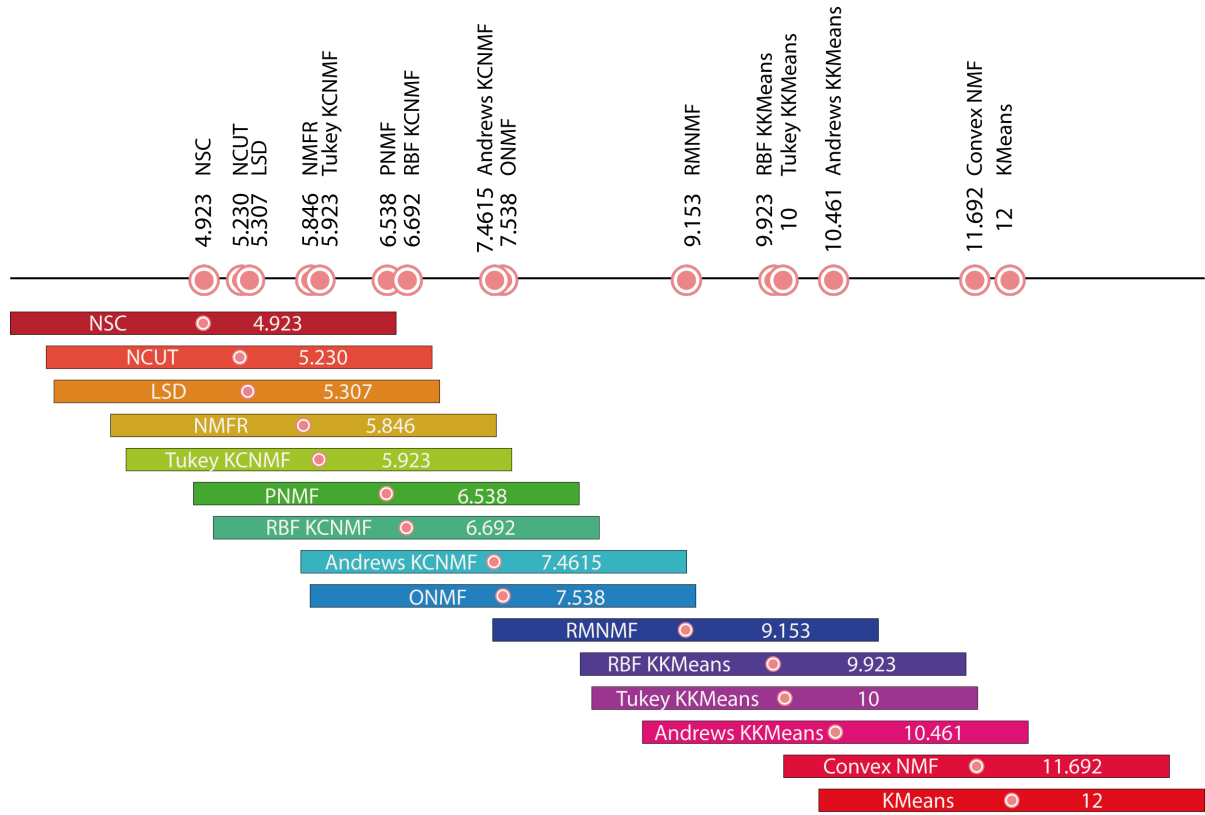 4.923 NSC
5.230 NCUT
5.307 LSD
5.846 NMFR
5.923 Tukey KCNMF
6.538 PNMF
6.692 RBF KCNMF
7.4615 Andrews KCNMF
7.538 ONMF
9.153 RMNMF
9.923 RBF KKMeans
10 Tukey KKMeans
10.461 Andrews KKMeans
11.692 Convex NMF
12 KMeans
NSC 4.923
NCUT 5.230
LSD 5.307
NMFR 5.846
Tukey KCNMF 5.923
PNMF 6.538
RBF KCNMF 6.692
Andrews KCNMF 7.4615
ONMF 7.538
RMNMF 9.153
RBF KKMeans 9.923
Tukey KKMeans 10
Andrews KKMeans 10.461
Convex NMF 11.692
KMeans 12